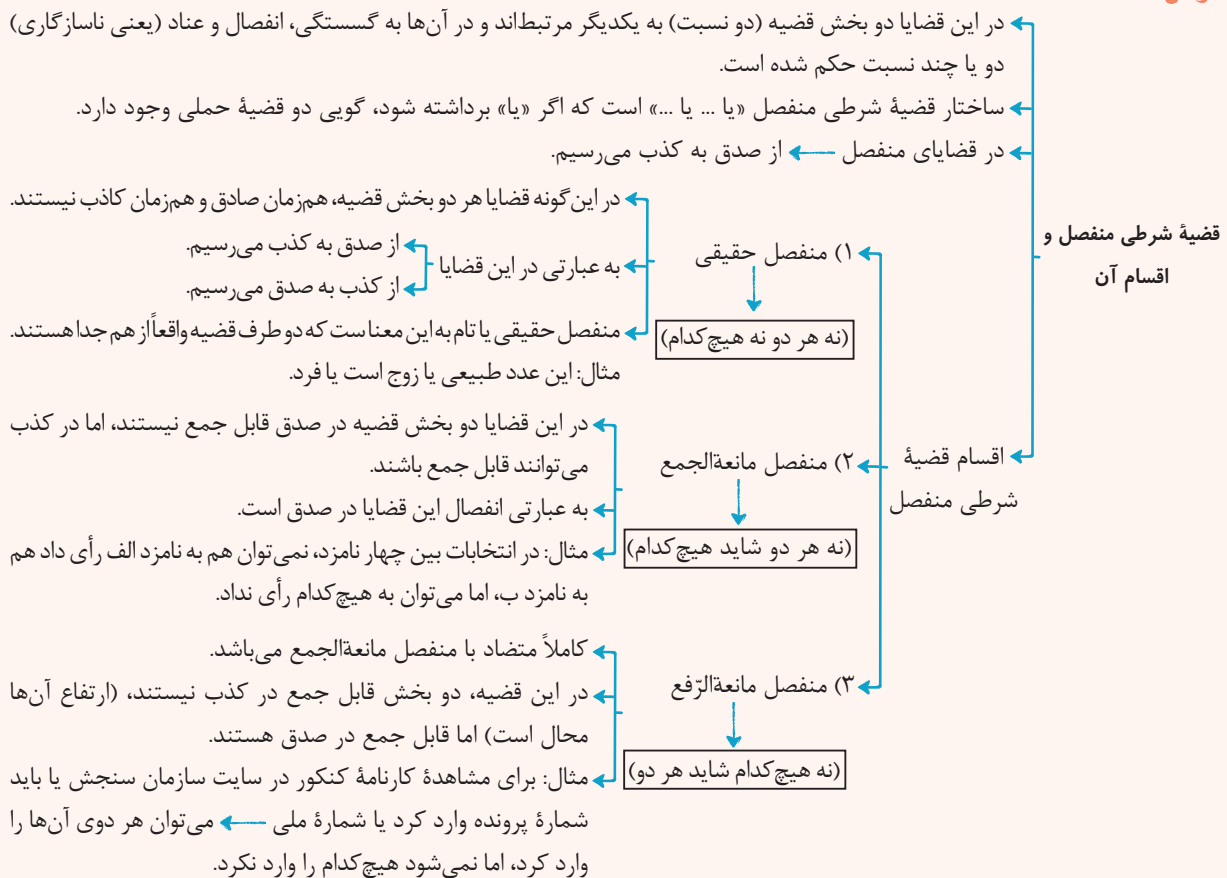 در این قضایا دو بخش قضیه (دو نسبت) به یکدیگر مرتبط‌اند و در آن‌ها به گسستگی، انفصال و عناد (یعنی ناسازگاری)
دو یا چند نسبت حکم شده است.
ساختار قضیهٔ شرطی منفصل «یا ... یا ...» است که اگر «یا» برداشته شود، گویی دو قضیهٔ حملی وجود دارد.
در قضایای منفصل ← از صدق به کذب می‌رسیم.
قضیهٔ شرطی منفصل و
اقسام آن
اقسام قضیهٔ
شرطی منفصل
۱) منفصل حقیقی
(نه هر دو نه هیچ‌کدام)
در این گونه قضایا هر دو بخش قضیه، هم‌زمان صادق و هم‌زمان کاذب نیستند.
به عبارتی در این قضایا
از صدق به کذب می‌رسیم.
از کذب به صدق می‌رسیم.
منفصل حقیقی یا تام به این معناست که دو طرف قضیه واقعاً از هم جدا هستند.
مثال: این عدد طبیعی یا زوج است یا فرد.
۲) منفصل مانعةالجمع
(نه هر دو شاید هیچ‌کدام)
در این قضایا دو بخش قضیه در صدق قابل جمع نیستند، اما در کذب
می‌توانند قابل جمع باشند.
به عبارتی انفصال این قضایا در صدق است.
مثال: در انتخابات بین چهار نامزد، نمی‌توان هم به نامزد الف رأی داد هم
به نامزد ب، اما می‌توان به هیچ‌کدام رأی نداد.
۳) منفصل مانعةالرّفع
(نه هیچ‌کدام شاید هر دو)
کاملاً متضاد با منفصل مانعةالجمع می‌باشد.
در این قضیه، دو بخش قابل جمع در کذب نیستند، (ارتفاع آن‌ها
محال است) اما قابل جمع در صدق هستند.
مثال: برای مشاهدهٔ کارنامهٔ کنکور در سایت سازمان سنجش یا باید
شمارهٔ پرونده وارد کرد یا شمارهٔ ملی ← می‌توان هر دوی آن‌ها را
وارد کرد، اما نمی‌شود هیچ‌کدام را وارد نکرد.